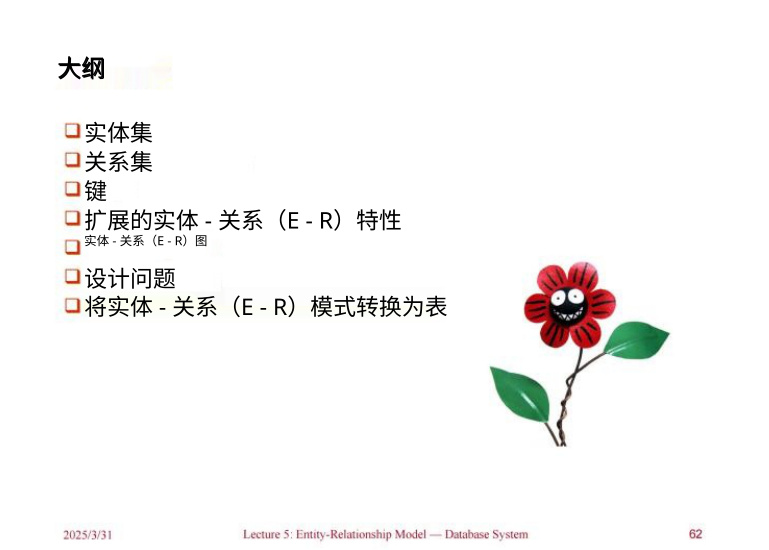 大纲
实体集
关系集
键
扩展的实体 - 关系（E - R）特性
实体 - 关系（E - R）图
设计问题
将实体 - 关系（E - R）模式转换为表
2025/3/31
Lecture 5: Entity-Relationship Model — Database System
62